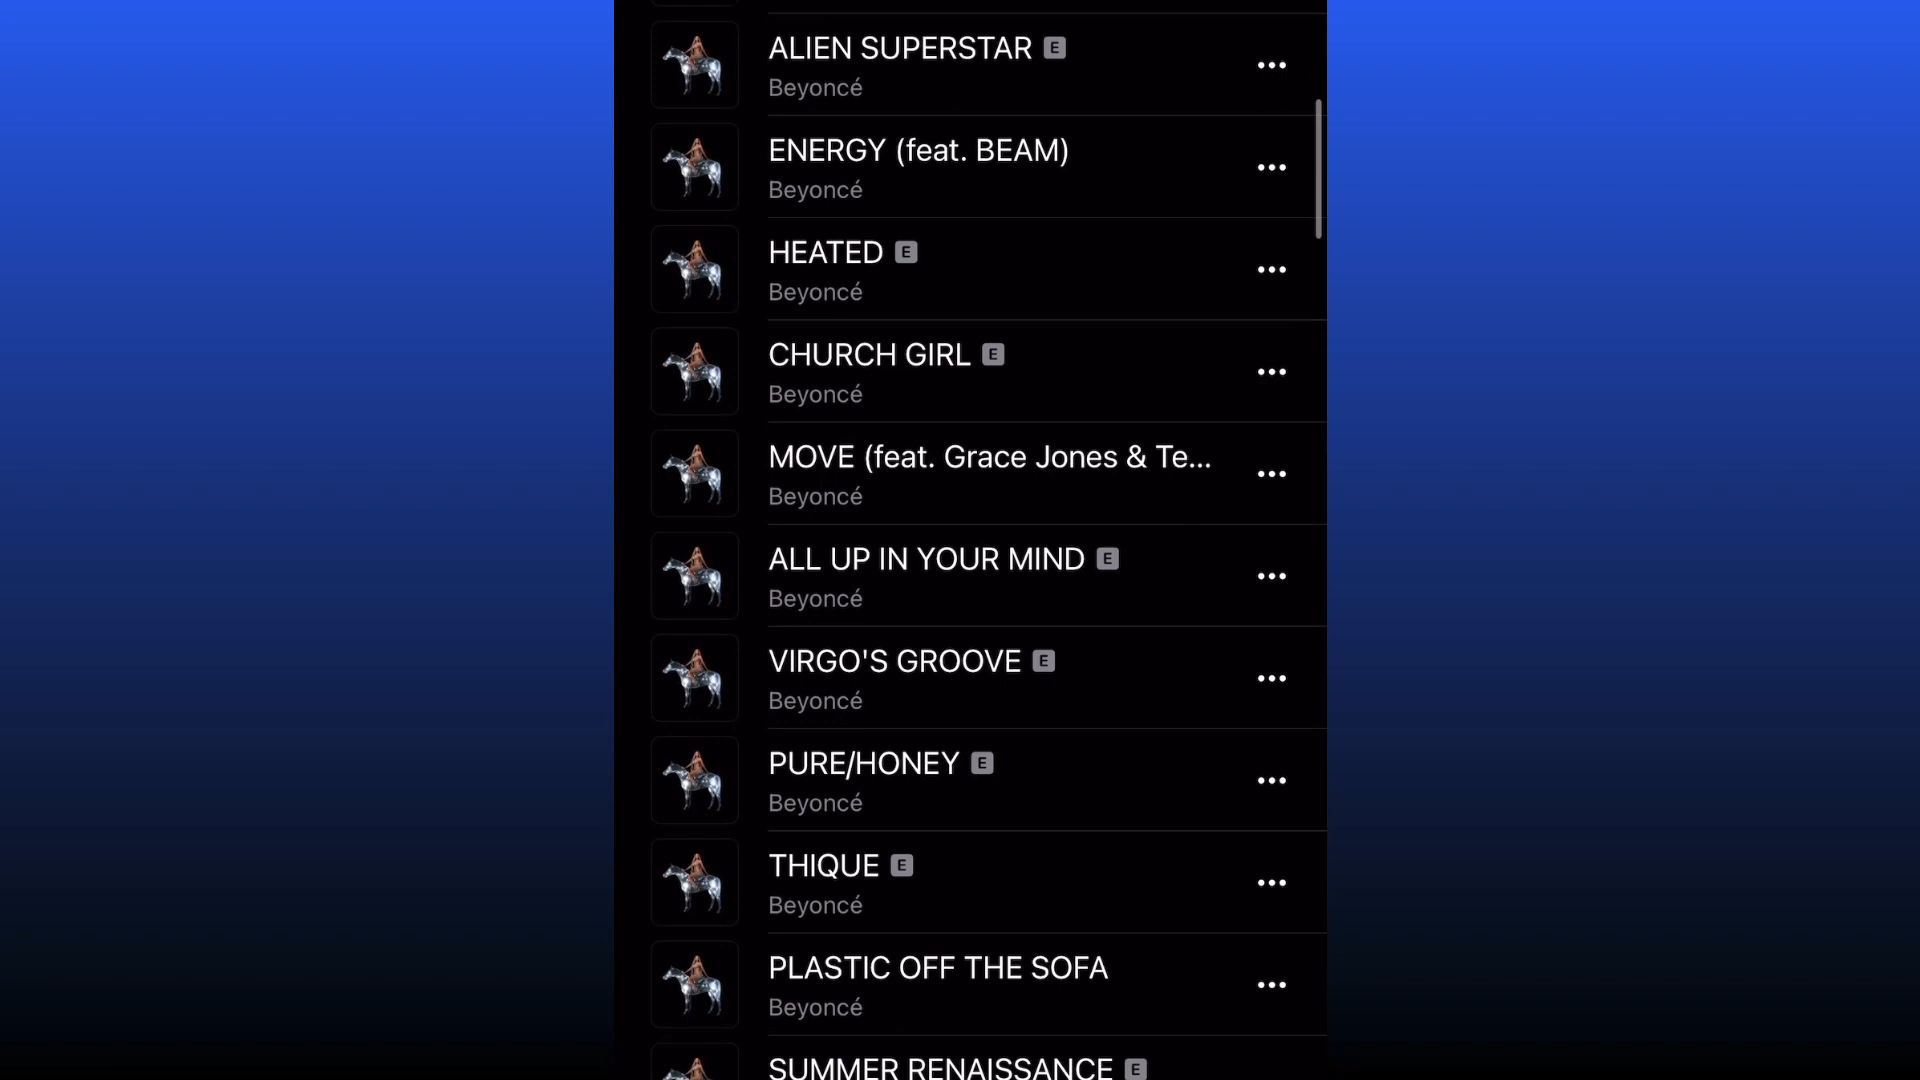 ALIEN SUPERSTAR E
Beyoncé
ENERGY (feat. BEAM)
Beyoncé
HEATED E
Beyoncé
CHURCH GIRL E
Beyoncé
MOVE (feat. Grace Jones & Te...
Beyoncé
ALL UP IN YOUR MIND E
Beyoncé
VIRGO'S GROOVE E
Beyoncé
PURE/HONEY E
Beyoncé
THIQUE E
Beyoncé
PLASTIC OFF THE SOFA
Beyoncé
SUMMER RENAISSANCE E